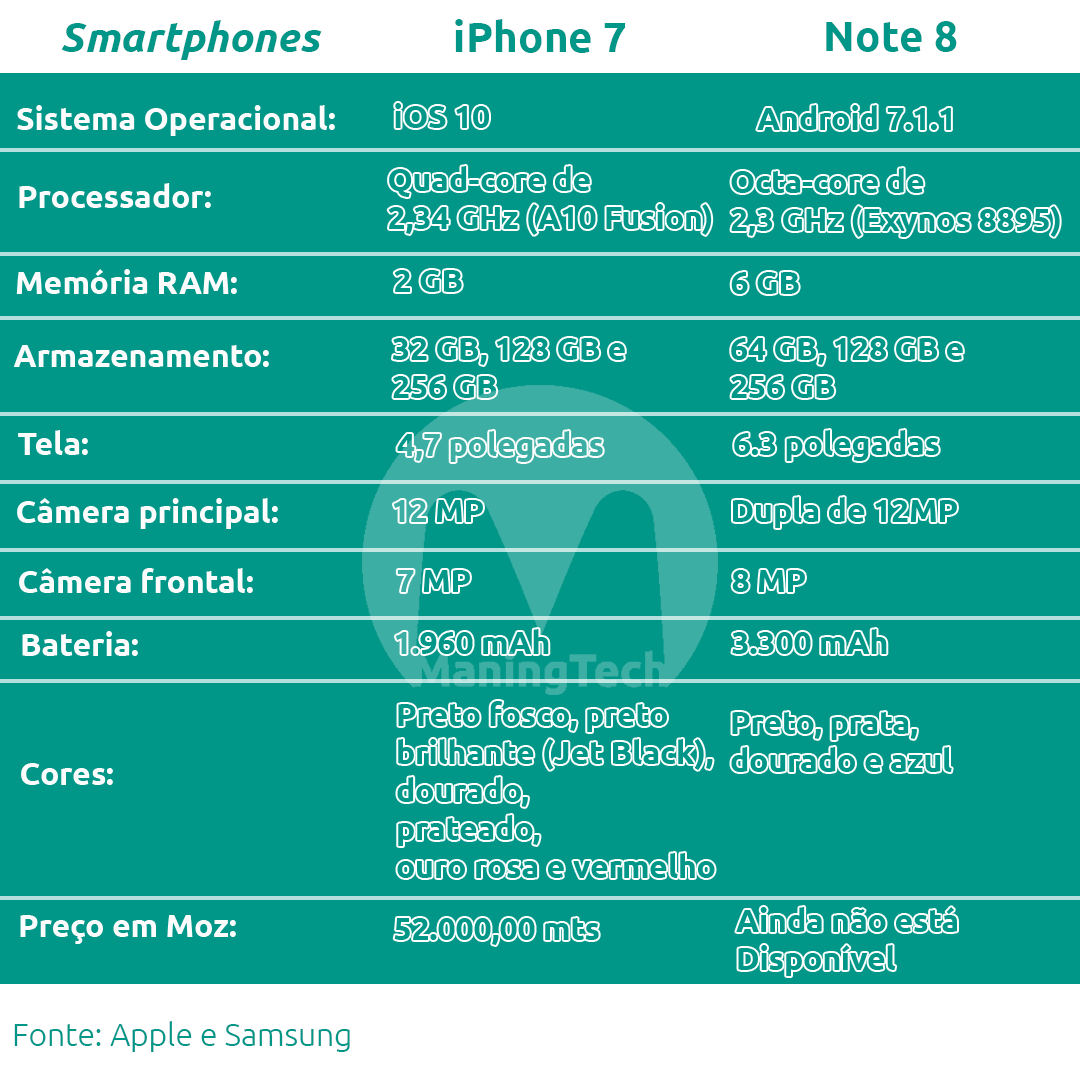 Smartphones iPhone 7 Note 8
Sistema Operacional: iOS 10 Android 7.1.1
Processador: Quad-core de Octa-core de
2,34 GHz (A10 Fusion) 2,3 GHz (Exynos 8895)
Memória RAM: 2 GB 6 GB
Armazenamento: 32 GB, 128 GB e 64 GB, 128 GB e
256 GB 256 GB
Tela: 4,7 polegadas 6.3 polegadas
Câmera principal: 12 MP Dupla de 12MP
Câmera frontal: 7 MP 8 MP
Bateria: 1.960 mAh 3.300 mAh
ManingTech
Cores: Preto fosco, preto Preto, prata,
brilhante (Jet Black), dourado e azul
dourado,
prateado,
ouro rosa e vermelho
Preço em Moz: 52.000,00 mts Ainda não está
Disponível
Fonte: Apple e Samsung